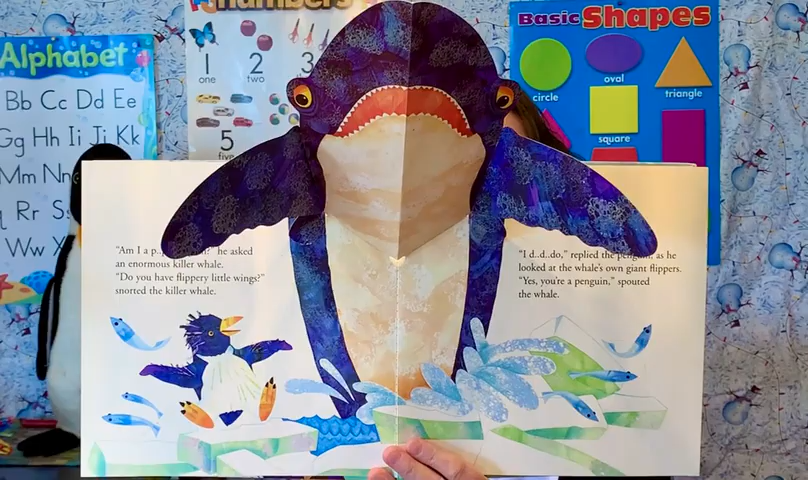 Alphabet
Bb Cc Dd Ee
Gg Hh Ii Jj Kk
Mm Nn
Rr
Ww
numbers
1 2 3
one two
5
Basic Shapes
circle
oval
triangle
square
"Am I a he asked
an enormous killer whale.
"Do you have flippery little wings?"
snorted the killer whale.
"I d..d..do," replied the penguin, as he
looked at the whale's own giant flippers.
"Yes, you're a penguin," spouted
the whale.